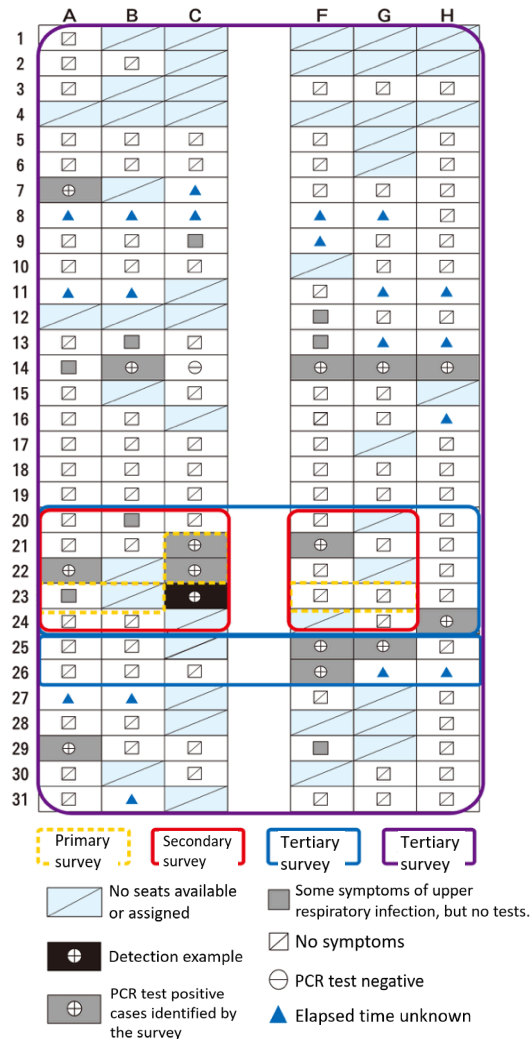 A B C F G H
1
2
3
4
5
6
7
8
9
10
11
12
13
14
15
16
17
18
19
20
21
22
23
24
25
26
27
28
29
30
31
Primary
survey
Secondary
survey
Tertiary
survey
Tertiary
survey
No seats available
or assigned
Some symptoms of upper
respiratory infection, but no tests.
Detection example
No symptoms
PCR test positive
cases identified by
the survey
PCR test negative
Elapsed time unknown